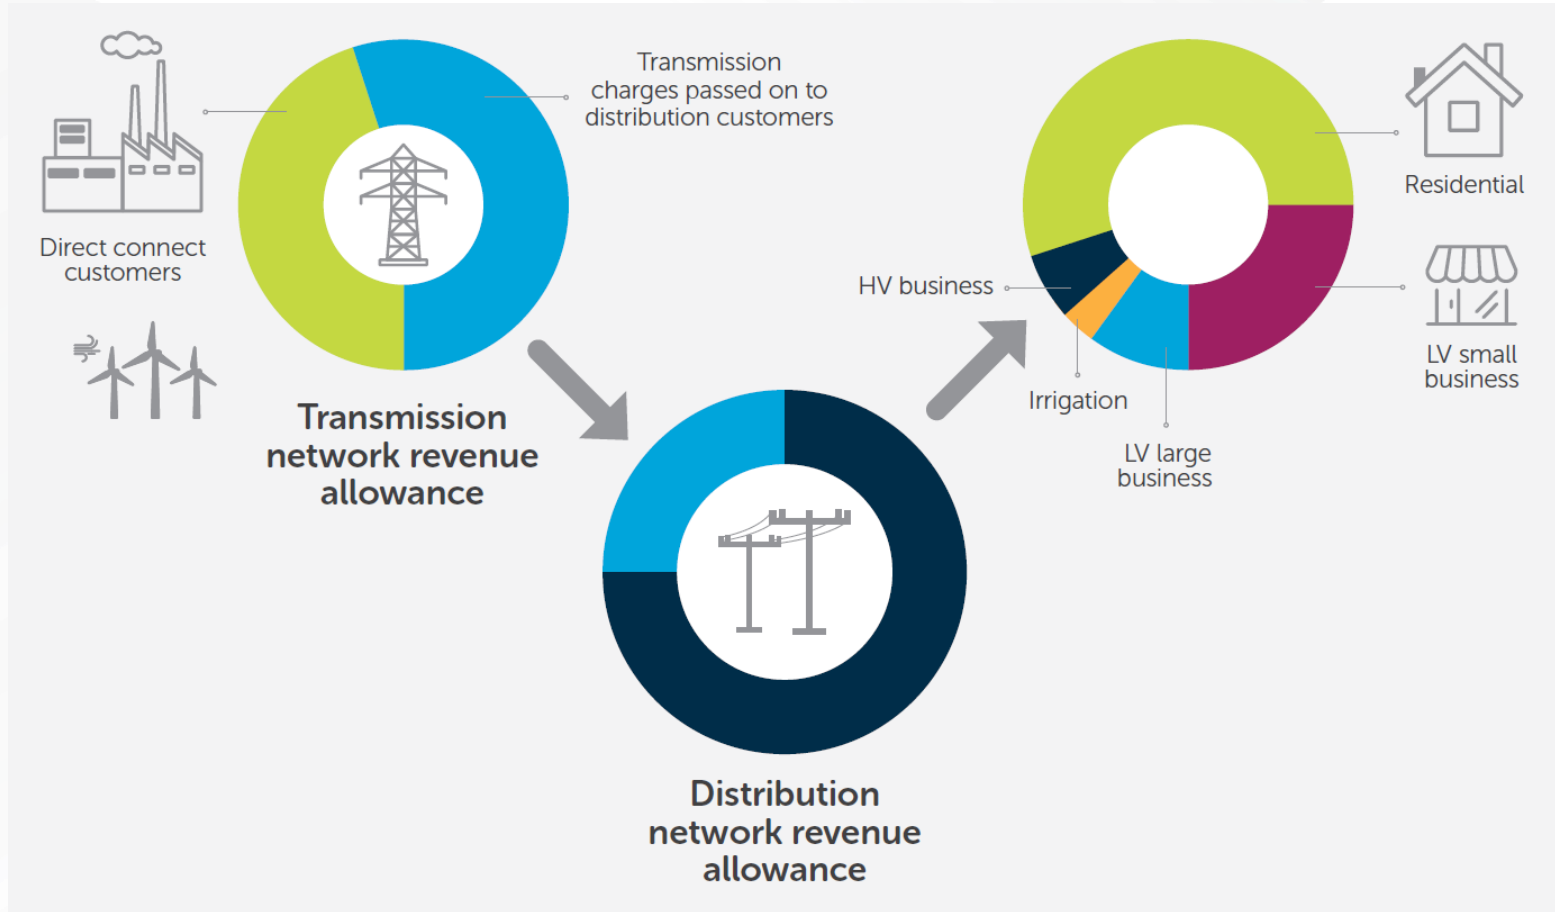 Transmission
charges passed on to
distribution customers
Direct connect
customers
Transmission
network revenue
allowance
Residential
HV business
LV small
business
Irrigation
LV large
business
Distribution
network revenue
allowance